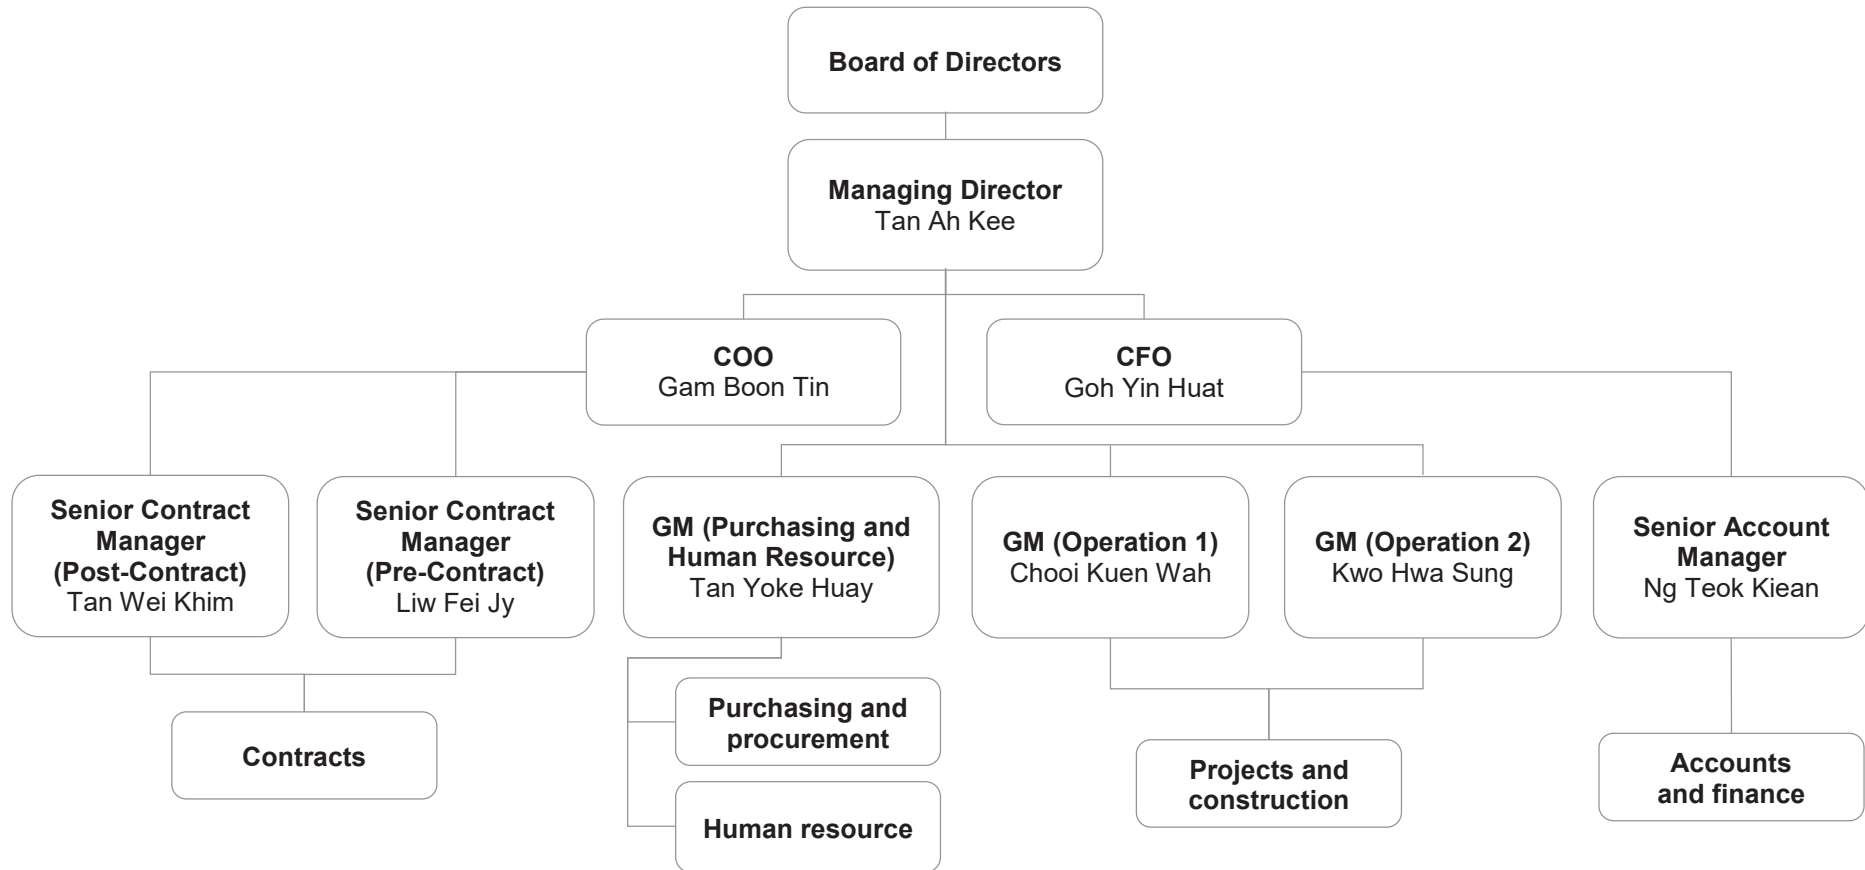 Board of Directors
Managing Director
Tan Ah Kee
COO
Gam Boon Tin
CFO
Goh Yin Huat
Senior Contract
Manager
(Post-Contract)
Tan Wei Khim
Senior Contract
Manager
(Pre-Contract)
Liw Fei Jy
GM (Purchasing and
Human Resource)
Tan Yoke Huay
GM (Operation 1)
Chooi Kuen Wah
GM (Operation 2)
Kwo Hwa Sung
Senior Account
Manager
Ng Teok Kiean
Contracts
Purchasing and
procurement
Human resource
Projects and
construction
Accounts
and finance